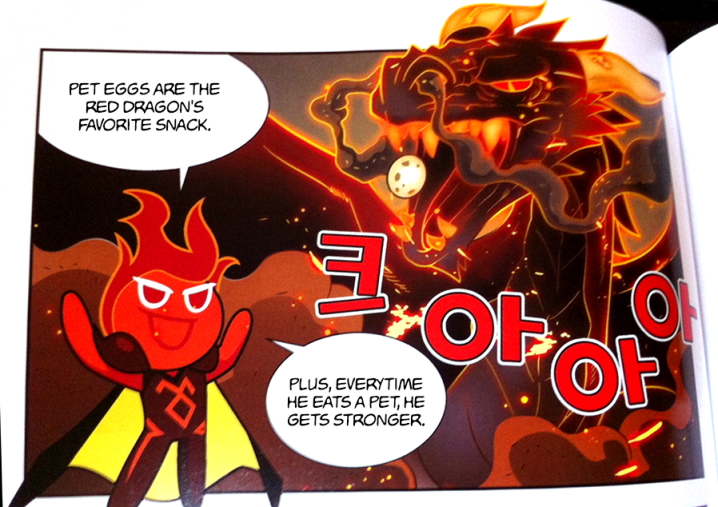 PET EGGS ARE THE
RED DRAGON'S
FAVORITE SNACK.
크아아아
PLUS, EVERYTIME
HE EATS A PET, HE
GETS STRONGER.